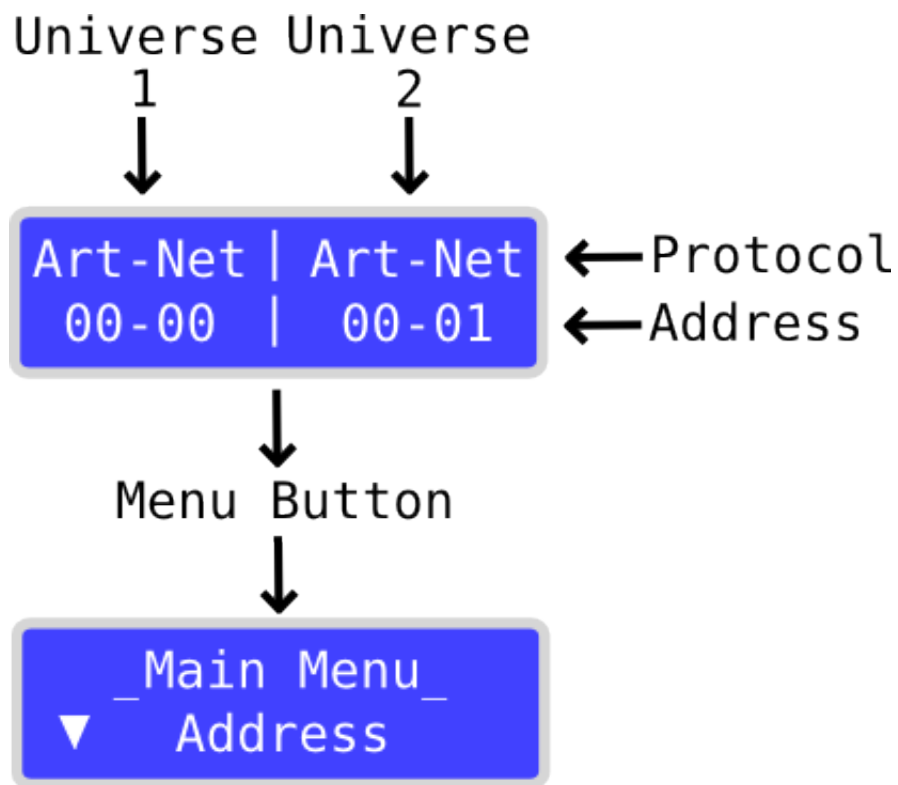 Universe Universe
1 2
Art-Net | Art-Net ←Protocol
00-00 | 00-01 ←Address
Menu Button
_Main Menu_
▼ Address